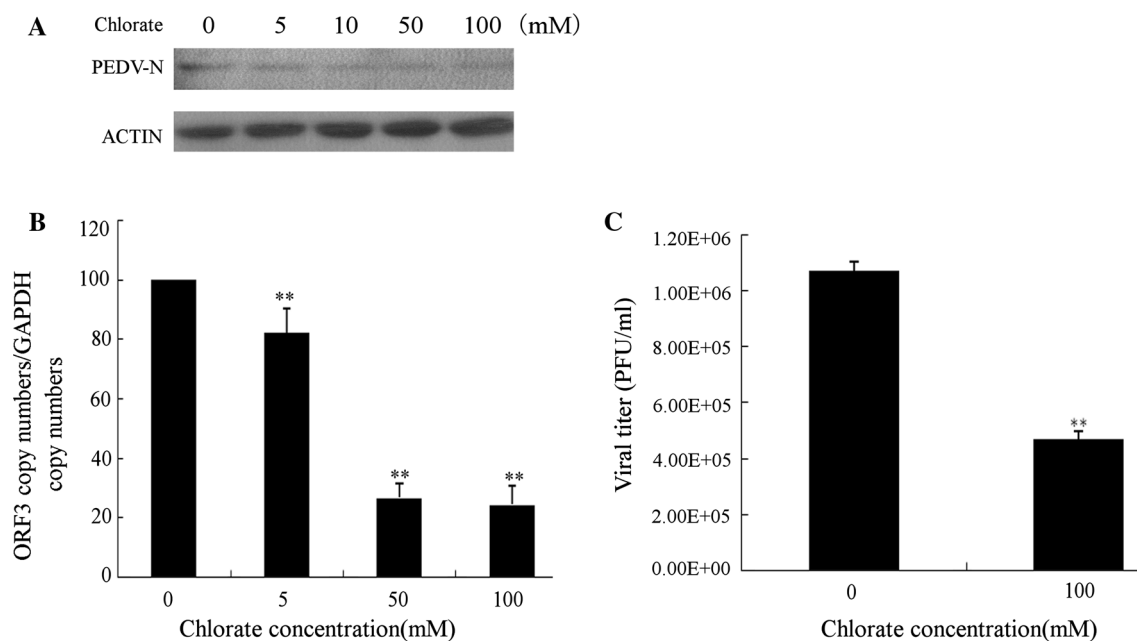 A
Chlorate 0 5 10 50 100 （mM）
PEDV-N
ACTIN
B
ORF3 copy numbers/GAPDH
copy numbers
120
100
80
60
40
20
0
**
**
**
0 5 50 100
Chlorate concentration(mM)
C
Viral titer (PFU/ml)
1.20E+06
1.00E+06
8.00E+05
6.00E+05
4.00E+05
2.00E+05
0.00E+00
**
0 100
Chlorate concentration(mM)